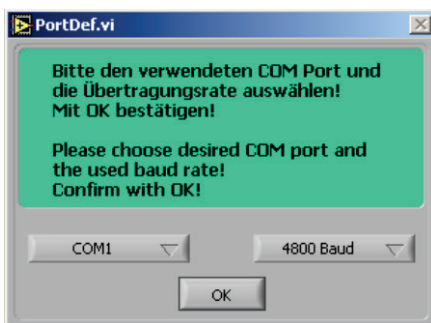 PortDef.vi
Bitte den verwendeten COM Port und
die Übertragungsrate auswählen!
Mit OK bestätigen!
Please choose desired COM port and
the used baud rate!
Confirm with OK!
COM1 4800 Baud
OK